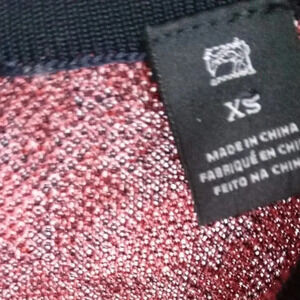 XS
MADE IN CHINA
FABRIQUÉ EN CHI
FEITO NA CHINA